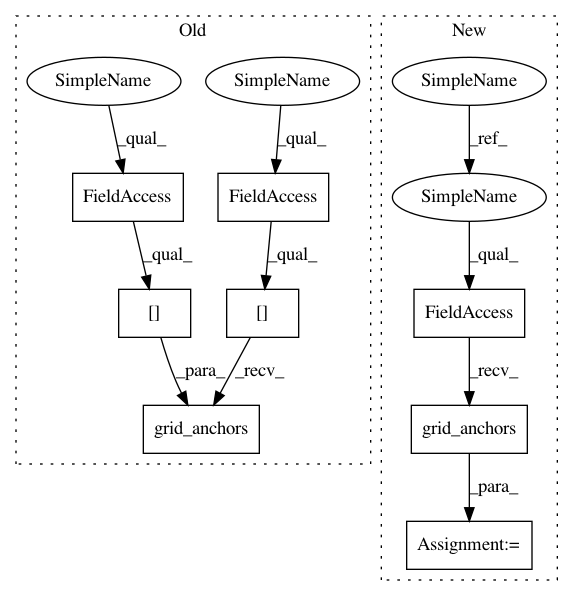 Old
New
SimpleName
SimpleName
SimpleName
_qual_
_qual_
_ref_
FieldAccess
FieldAccess
SimpleName
_qual_
_qual_
_qual_
[]
[]
FieldAccess
_para_
_recv_
_recv_
grid_anchors
grid_anchors
_para_
Assignment:=